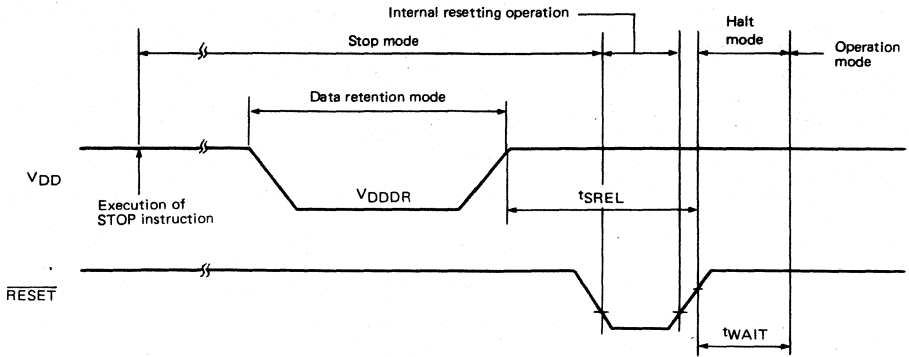 Internal resetting operation
Stop mode
Halt
mode
Operation
mode
Data retention mode
VDD
Execution of
STOP instruction
VDDDR
tSREL
RESET
tWAIT